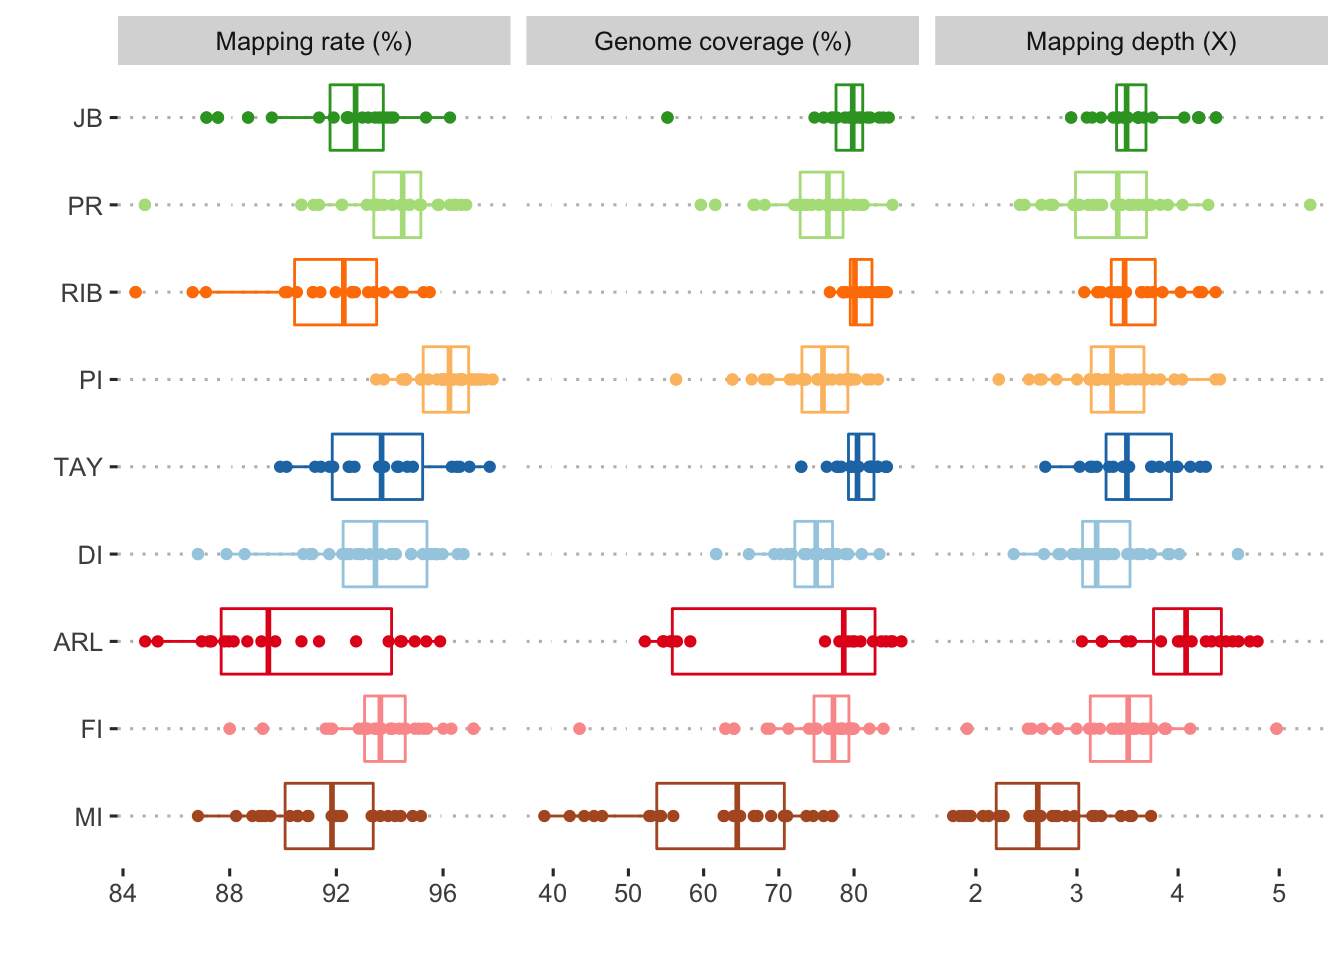 Mapping rate (%) Genome coverage (%) Mapping depth (X)
JB
PR
RIB
PI
TAY
DI
ARL
FI
MI
84 88 92 96 40 50 60 70 80 2 3 4 5